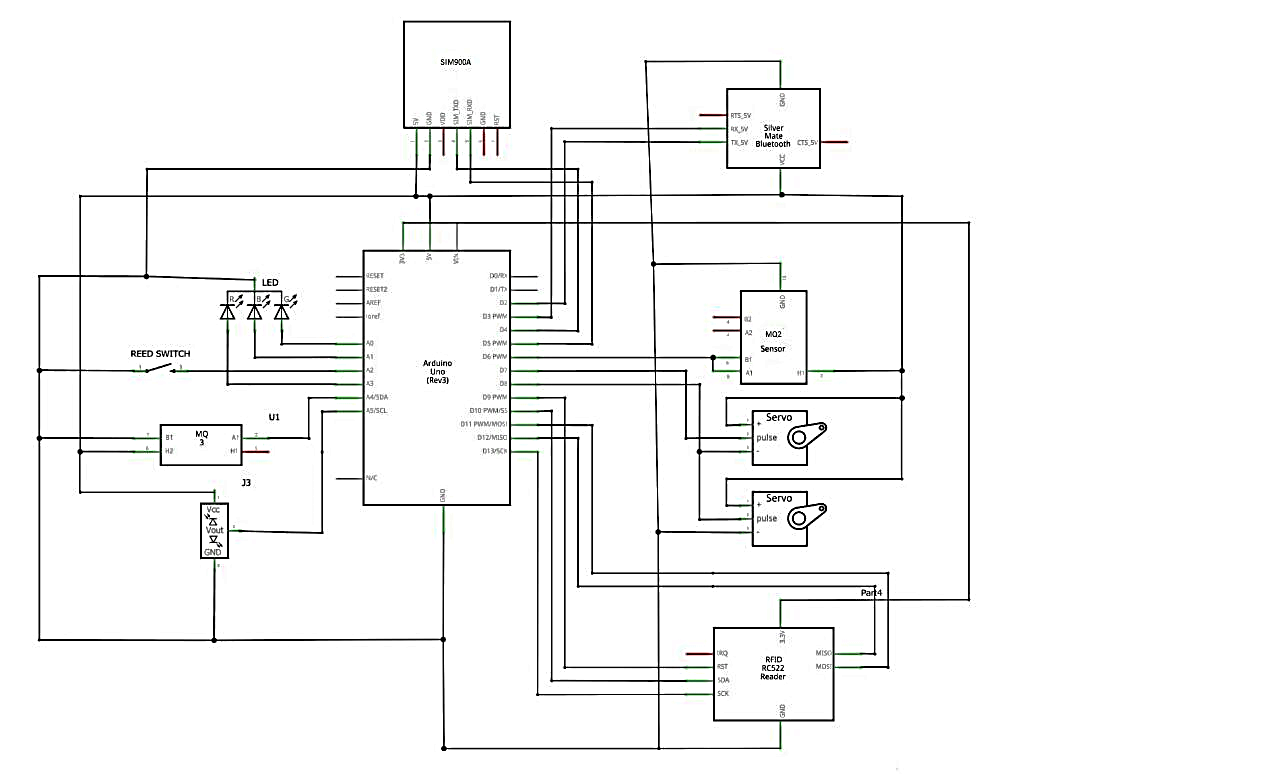 SIM900A
5V
GND
VDD
SIM_TXD
SIM_RXD
GND
RST
GND
RTS_5V
RX_5V
TX_5V
Silver
Mate
Bluetooth
CTS_5V
VCC
3V3
5V
VIN
RESET
RESET2
AREF
ioref
A0
A1
A2
A3
A4/SDA
A5/SCL
N/C
Arduino
Uno
(Rev3)
D0/RX
D1/TX
D2
D3 PWM
D4
D5 PWM
D6 PWM
D7
D8
D9 PWM
D10 PWM/SS
D11 PWM/MOSI
D12/MISO
D13/SCK
GND
LED
R
B
G
REED SWITCH
U1
B1
H2
MQ
3
A1
H1
J3
Vcc
Vout
GND
GND
B2
A2
B1
A1
MQ2
Sensor
H1
Servo
+
pulse
-
Servo
+
pulse
-
Part4
3.3V
IRQ
RST
SDA
SCK
RFID
RC522
Reader
MISO
MOSI
GND